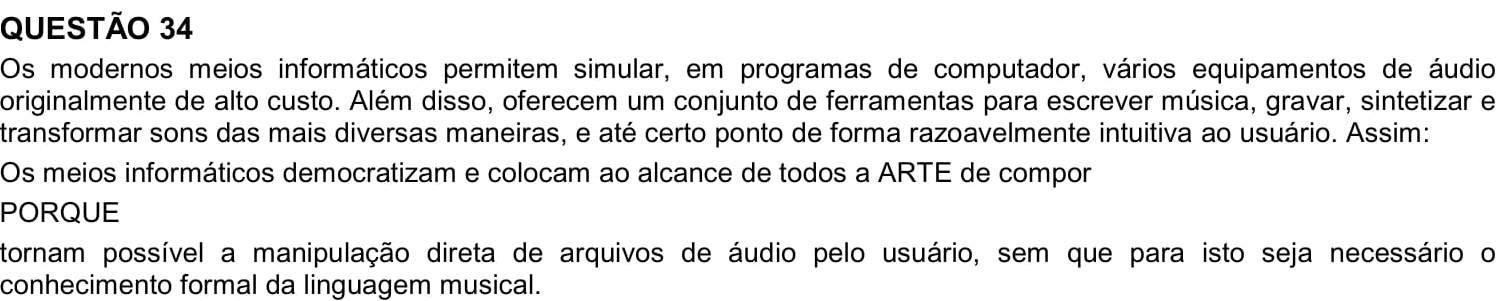 QUESTÃO 34
Os modernos meios informáticos permitem simular, em programas de computador, vários equipamentos de áudio
originalmente de alto custo. Além disso, oferecem um conjunto de ferramentas para escrever música, gravar, sintetizar e
transformar sons das mais diversas maneiras, e até certo ponto de forma razoavelmente intuitiva ao usuário. Assim:
Os meios informáticos democratizam e colocam ao alcance de todos a ARTE de compor
PORQUE
tornam possível a manipulação direta de arquivos de áudio pelo usuário, sem que para isto seja necessário o
conhecimento formal da linguagem musical.